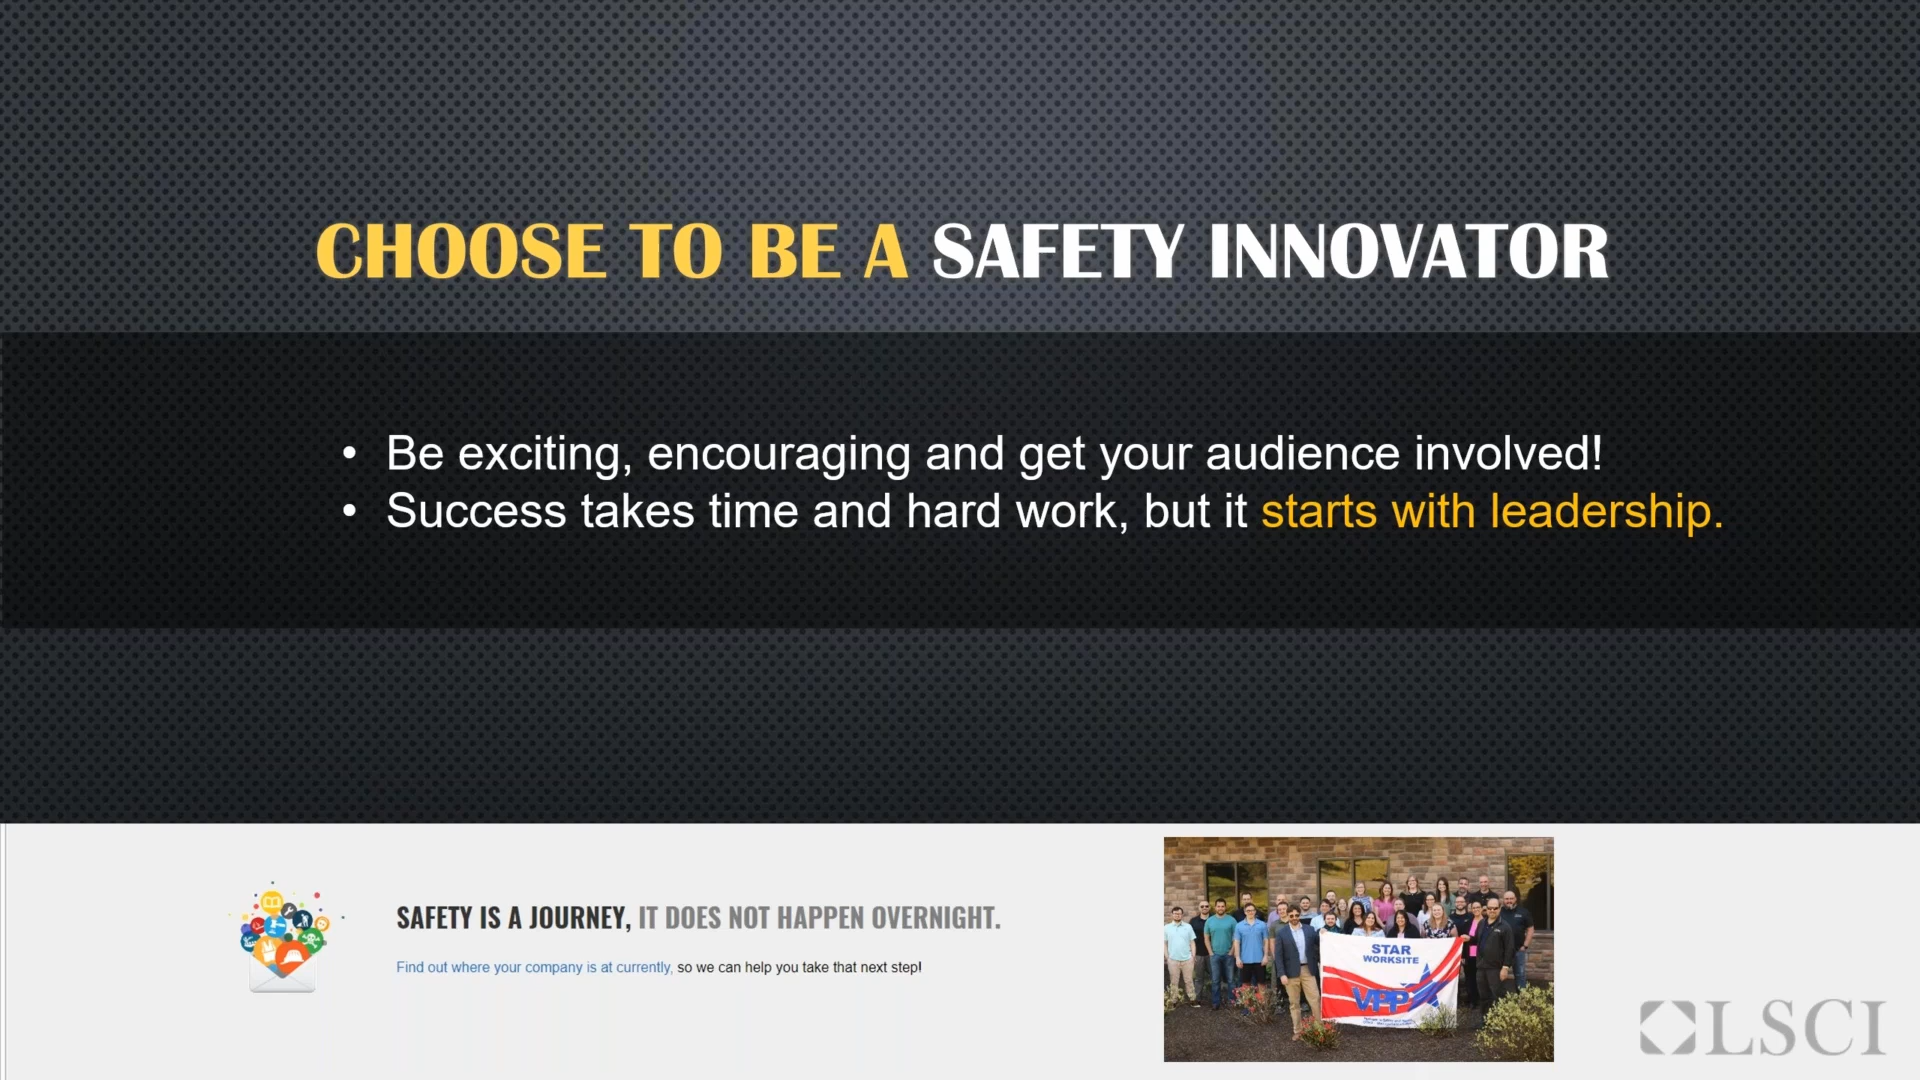 CHOOSE TO BE A SAFETY INNOVATOR
• Be exciting, encouraging and get your audience involved!
• Success takes time and hard work, but it starts with leadership.
SAFETY IS A JOURNEY, IT DOES NOT HAPPEN OVERNIGHT.
Find out where your company is at currently, so we can help you take that next step!
STAR
WORKSITE
VPP
LSCI